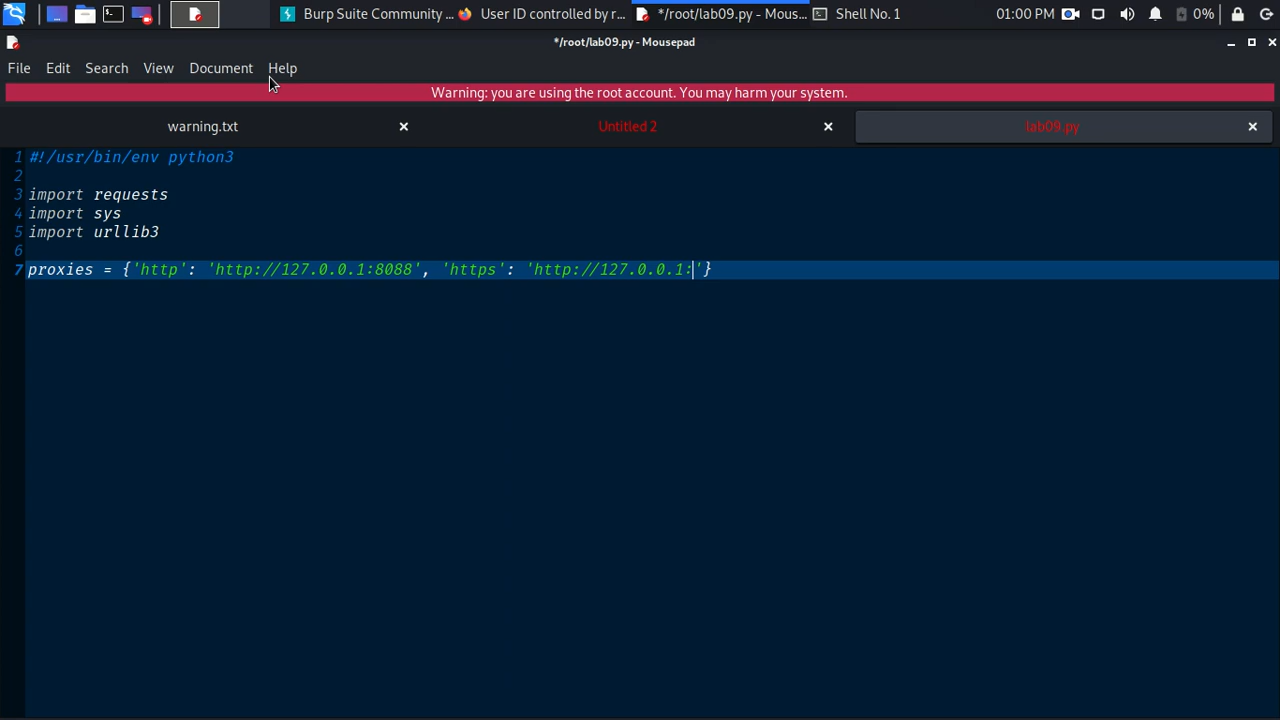 Burp Suite Community ...
User ID controlled by r...
*/root/lab09.py - Mous...
Shell No. 1
01:00 PM
0%
*/root/lab09.py - Mousepad
File Edit Search View Document Help
Warning: you are using the root account. You may harm your system.
warning.txt
Untitled 2
lab09.py
1 #!/usr/bin/env python3
2
3 import requests
4 import sys
5 import urllib3
6
7 proxies = {'http': 'http://127.0.0.1:8088', 'https': 'http://127.0.0.1:'}